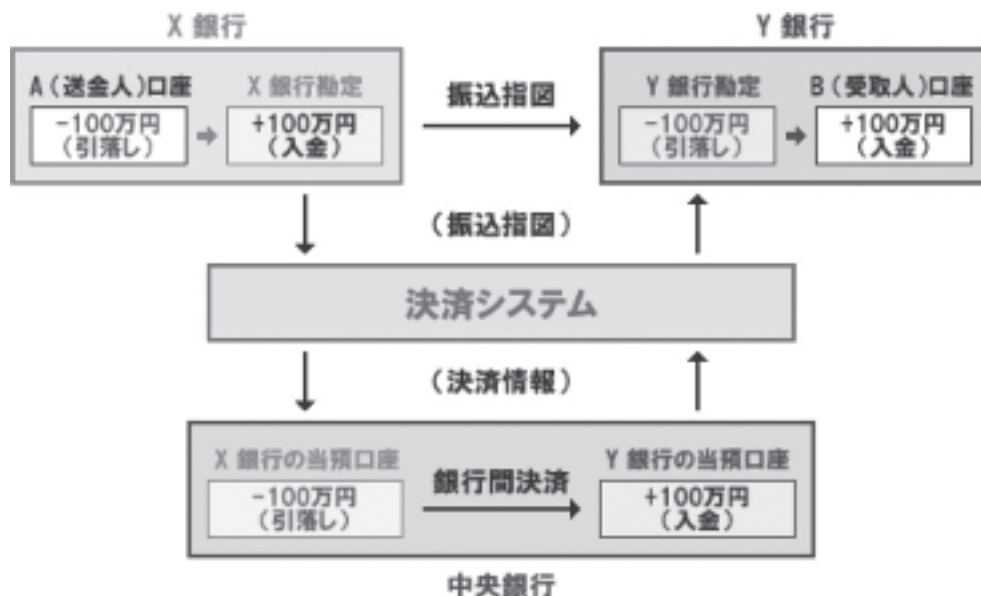 X 銀行
Y 銀行
A(送金人)口座
X 銀行勘定
-100万円
(引落し)
+100万円
(入金)
振込指図
Y 銀行勘定
B(受取人)口座
-100万円
(引落し)
+100万円
(入金)
(振込指図)
決済システム
(決済情報)
X 銀行の当預口座
Y 銀行の当預口座
-100万円
(引落し)
銀行間決済
+100万円
(入金)
中央銀行